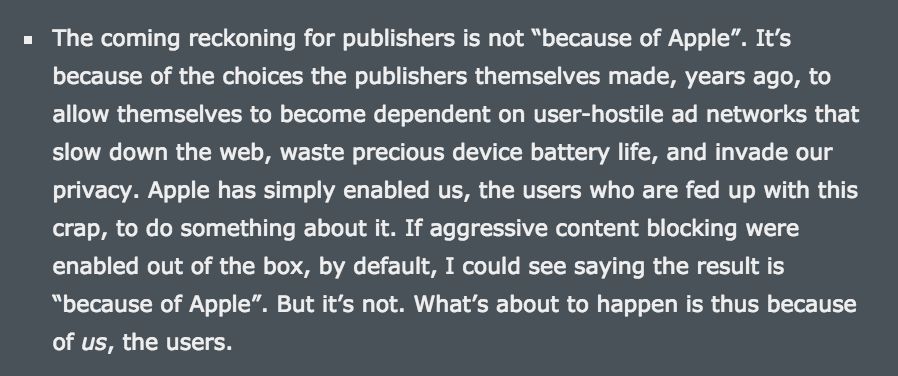 ▪ The coming reckoning for publishers is not “because of Apple”. It’s
because of the choices the publishers themselves made, years ago, to
allow themselves to become dependent on user-hostile ad networks that
slow down the web, waste precious device battery life, and invade our
privacy. Apple has simply enabled us, the users who are fed up with this
crap, to do something about it. If aggressive content blocking were
enabled out of the box, by default, I could see saying the result is
“because of Apple”. But it’s not. What’s about to happen is thus because
of us, the users.